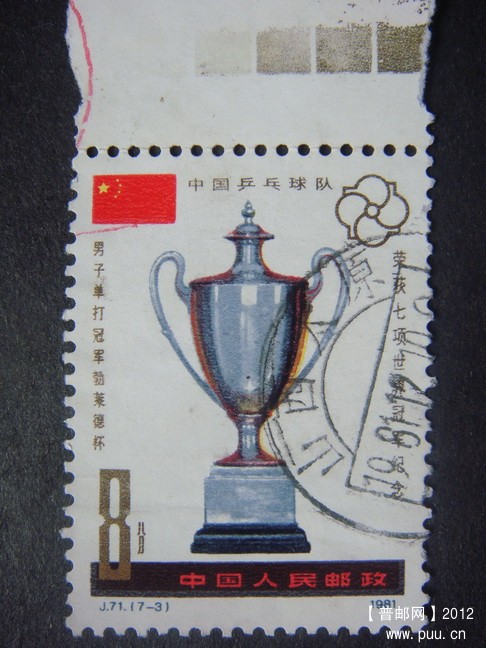 中国乒乓球队
荣获七项世界冠军纪念
男子单打冠军勃莱德杯
8分
中国人民邮政
J.71.(7-3)
1981
【普邮网】2012
www.puu.cn